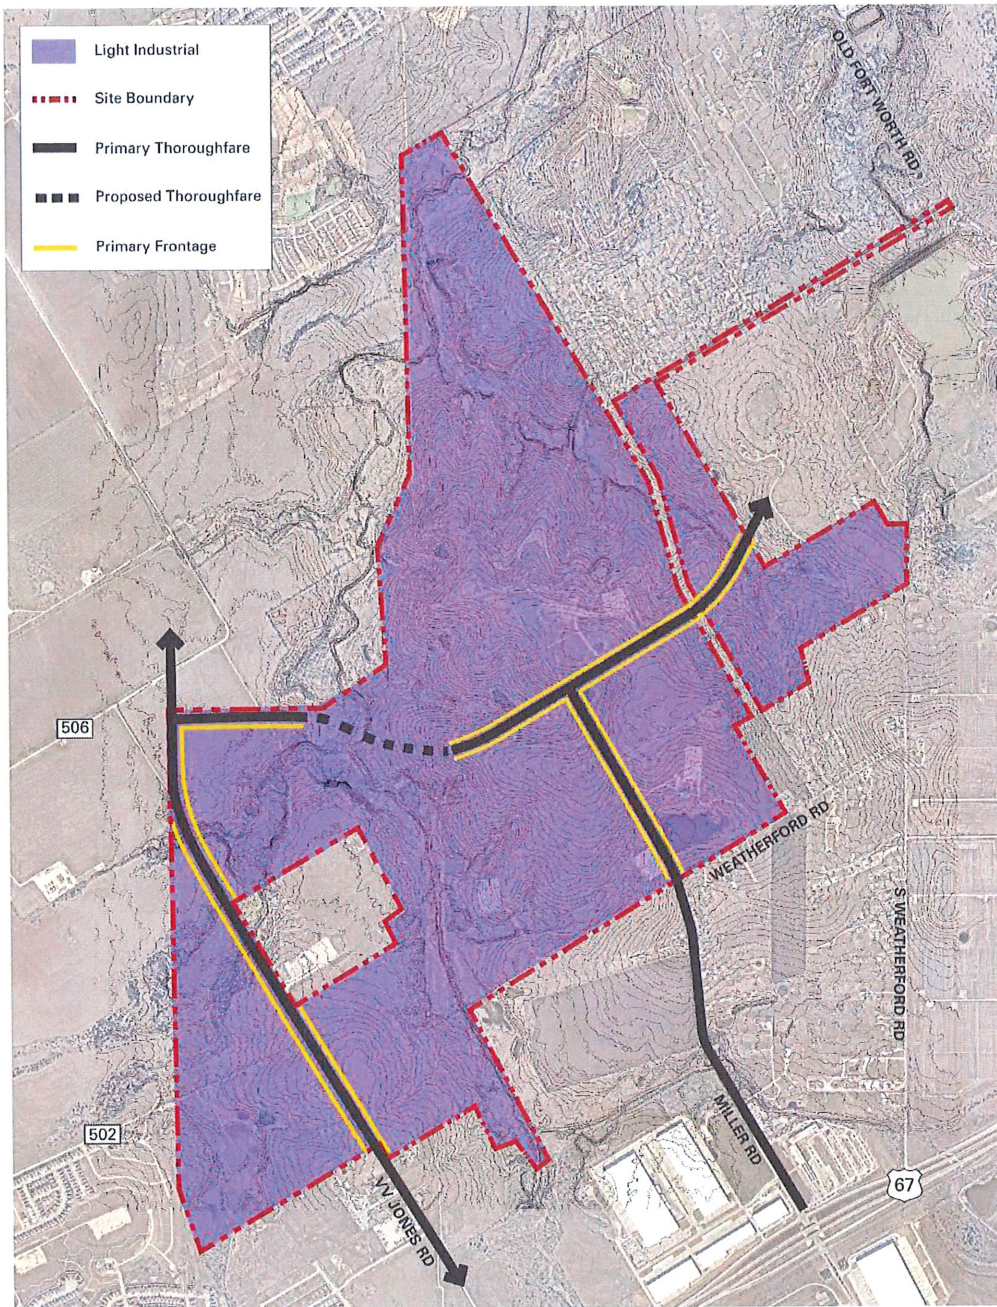 Light Industrial
Site Boundary
Primary Thoroughfare
Proposed Thoroughfare
Primary Frontage
OLD FORT WORTH RD
506
WEATHERFORD RD
S WEATHERFORD RD
502
MILLER RD
VV JONES RD
67